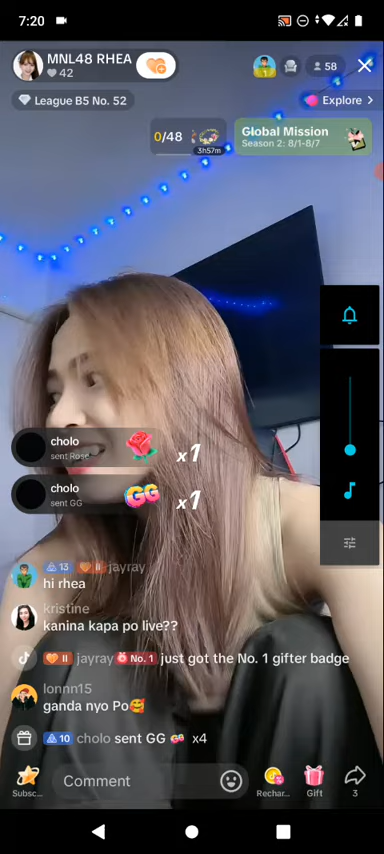 7:20
MNL48 RHEA
42
58
League B5 No. 52
Explore >
0/48
3h57m
Global Mission
Season 2: 8/1-8/7
cholo
sent Rose
x1
cholo
sent GG
GG
x1
13 II jayray
hi rhea
kristine
kanina kapa po live??
II jayray No. 1 just got the No. 1 gifter badge
lonnn15
ganda nyo Po🥰
10 cholo sent GG x4
Comment
Subsc...
Rechar...
Gift
3